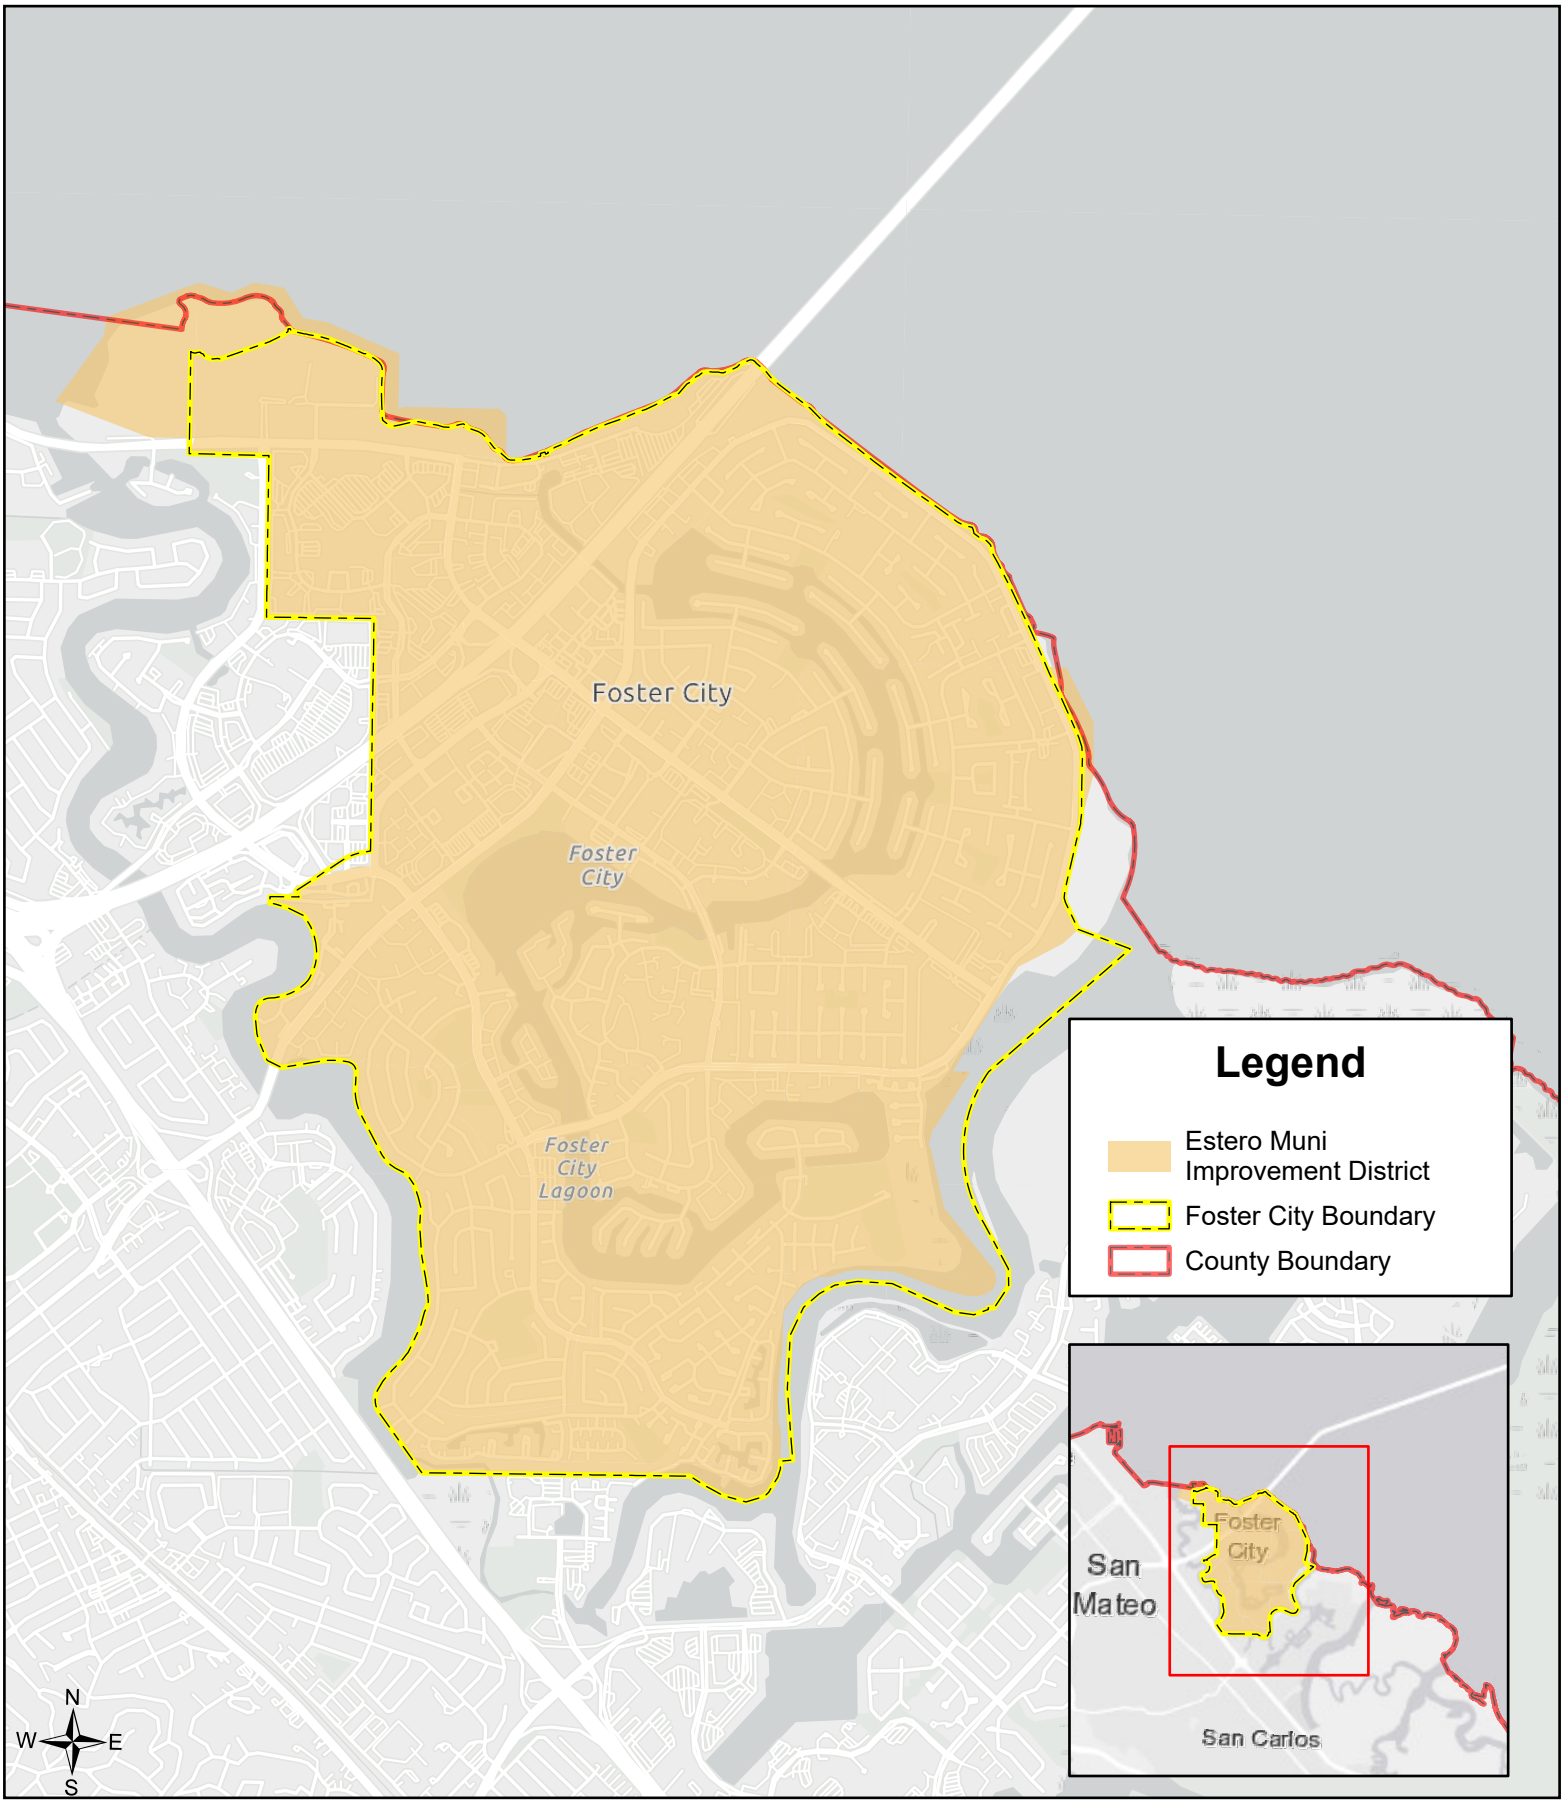 Foster City
Foster
City
Foster
City
Lagoon
Legend
Estero Muni
Improvement District
Foster City Boundary
County Boundary
Foster
City
San
Mateo
San Carlos
N
W
E
S